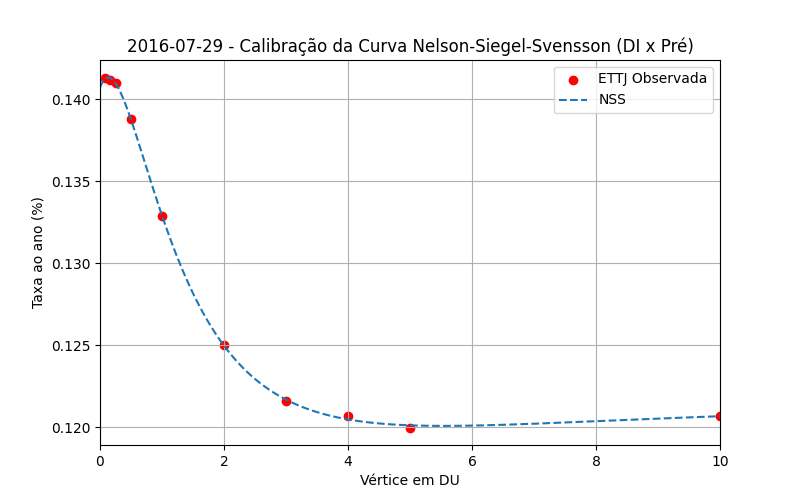 2016-07-29 - Calibração da Curva Nelson-Siegel-Svensson (DI x Pré)
ETTJ Observada
NSS
0.140
0.135
0.130
0.125
0.120
Taxa ao ano (%)
0
2
4
6
8
10
Vértice em DU